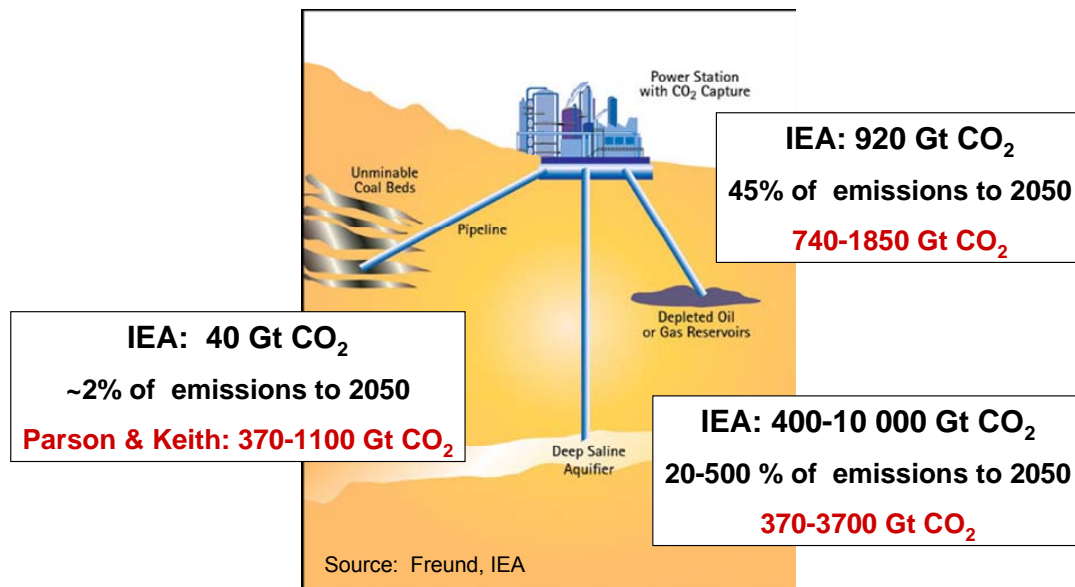 Power Station
with CO₂ Capture
IEA: 920 Gt CO₂
45% of emissions to 2050
740-1850 Gt CO₂
Unminable
Coal Beds
Pipeline
Depleted Oil
or Gas Reservoirs
IEA: 40 Gt CO₂
~2% of emissions to 2050
Parson & Keith: 370-1100 Gt CO₂
IEA: 400-10 000 Gt CO₂
20-500 % of emissions to 2050
370-3700 Gt CO₂
Deep Saline
Aquifier
Source: Freund, IEA